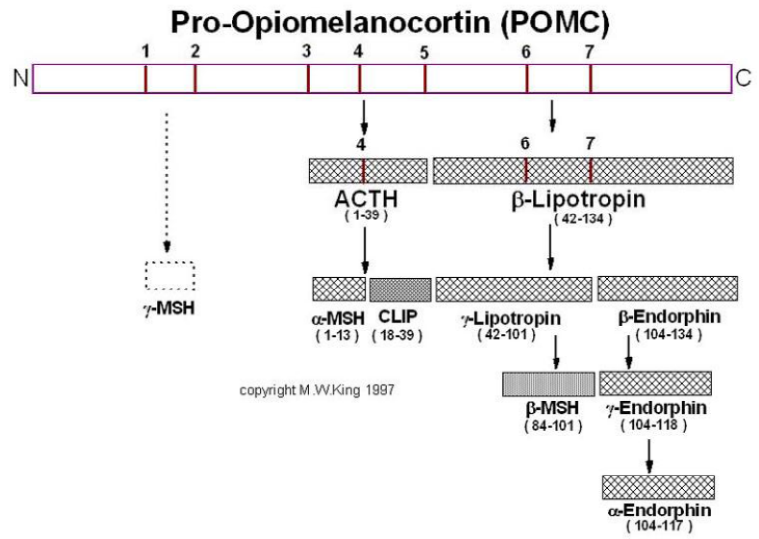 Pro-Opiomelanocortin (POMC)
1 2 3 4 5 6 7
N C
4 6 7
ACTH β-Lipotropin
( 1-39 ) ( 42-134 )
γ-MSH α-MSH CLIP γ-Lipotropin β-Endorphin
( 1-13 ) ( 18-39 ) ( 42-101 ) ( 104-134 )
copyright M.W.King 1997
β-MSH γ-Endorphin
( 84-101 ) ( 104-118 )
α-Endorphin
( 104-117 )